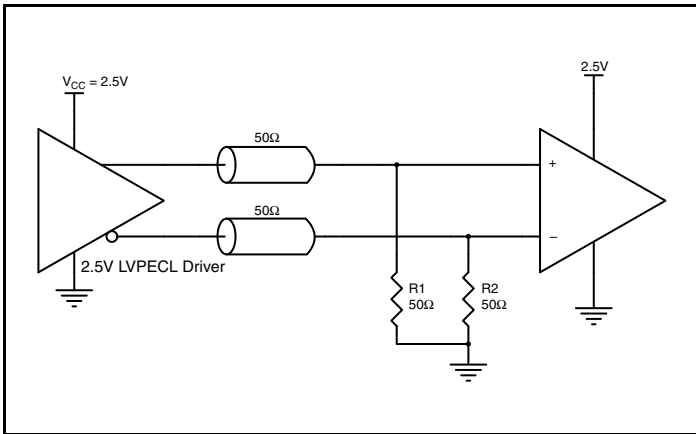 V_CC = 2.5V
2.5V
50Ω
50Ω
+
−
2.5V LVPECL Driver
R1
50Ω
R2
50Ω